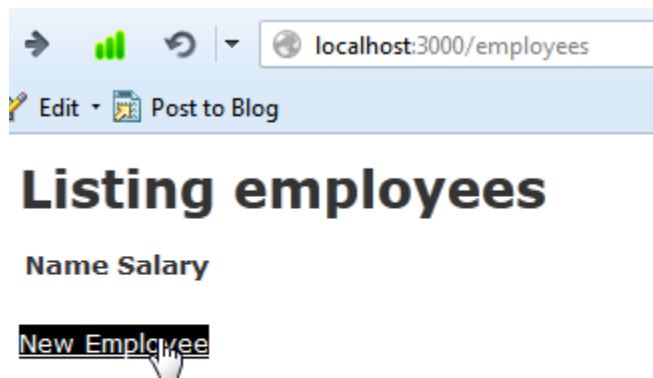 localhost:3000/employees
Edit Post to Blog
Listing employees
Name Salary
New Employee